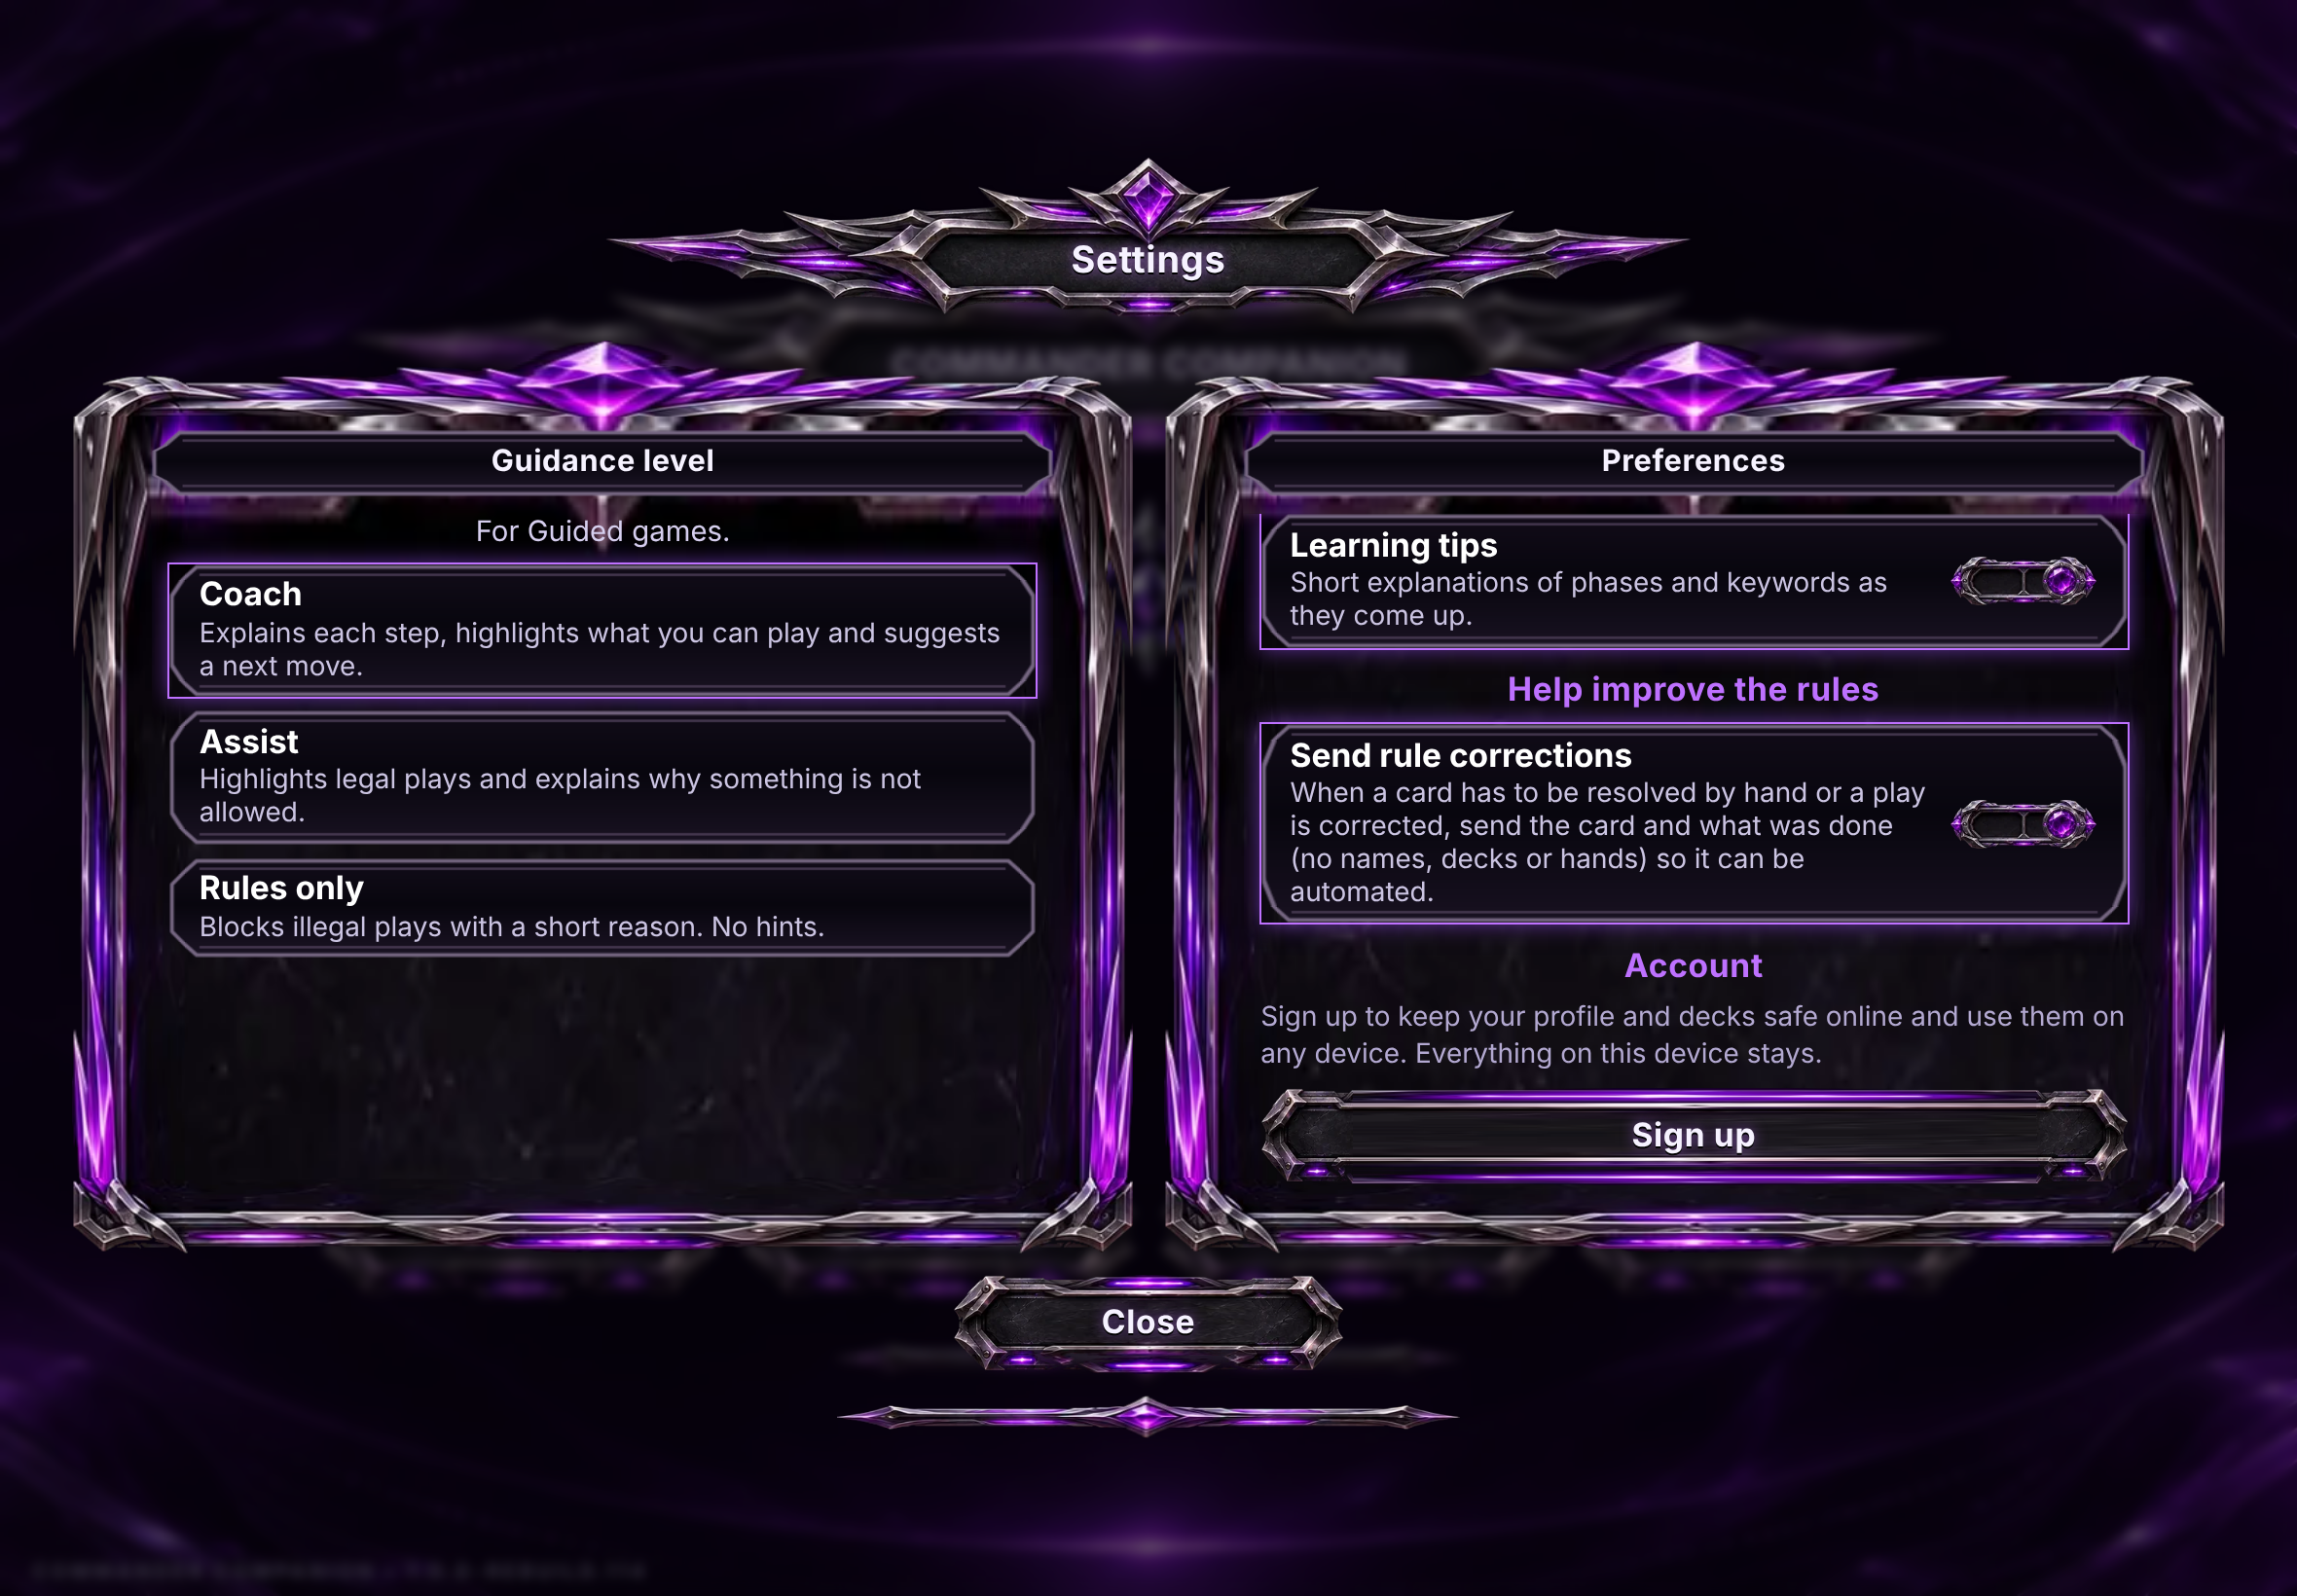 Settings
COMMANDER COMPANION
Guidance level
For Guided games.
Coach
Explains each step, highlights what you can play and suggests
a next move.
Assist
Highlights legal plays and explains why something is not
allowed.
Rules only
Blocks illegal plays with a short reason. No hints.
Preferences
Learning tips
Short explanations of phases and keywords as
they come up.
Help improve the rules
Send rule corrections
When a card has to be resolved by hand or a play
is corrected, send the card and what was done
(no names, decks or hands) so it can be
automated.
Account
Sign up to keep your profile and decks safe online and use them on
any device. Everything on this device stays.
Sign up
Close